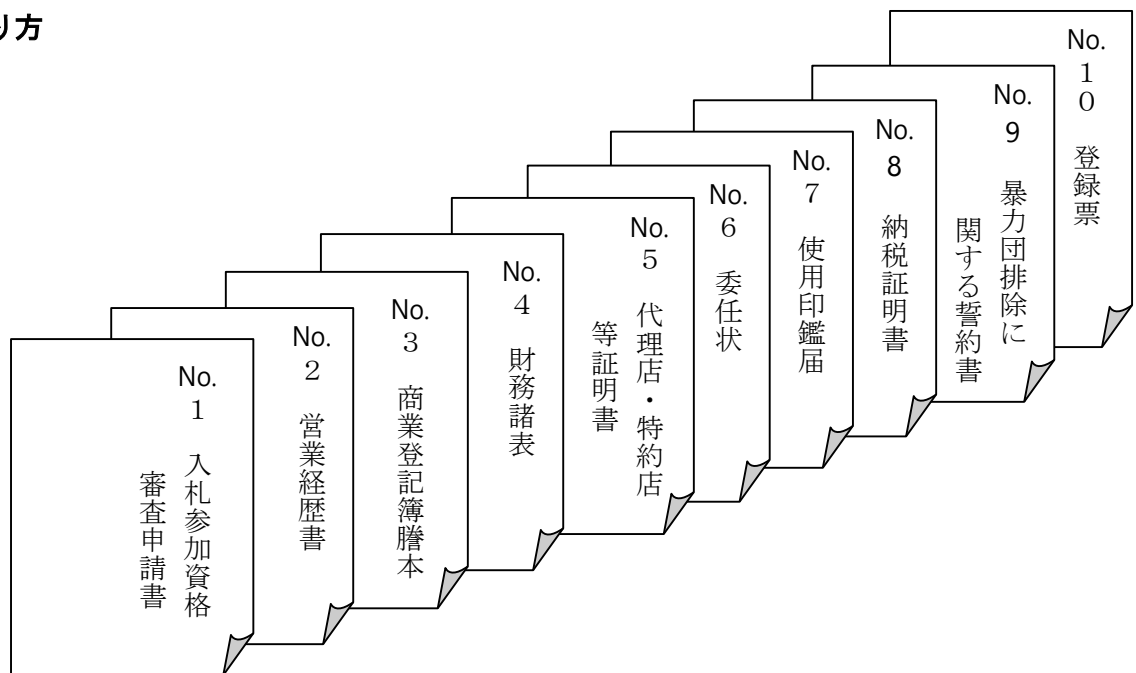 り方
No.1 入札参加資格
審査申請書
No.2 営業経歴書
No.3 商業登記簿謄本
No.4 財務諸表
No.5 代理店・特約店
等証明書
No.6 委任状
No.7 使用印鑑届
No.8 納税証明書
No.9 暴力団排除に
関する誓約書
No.10 登録票